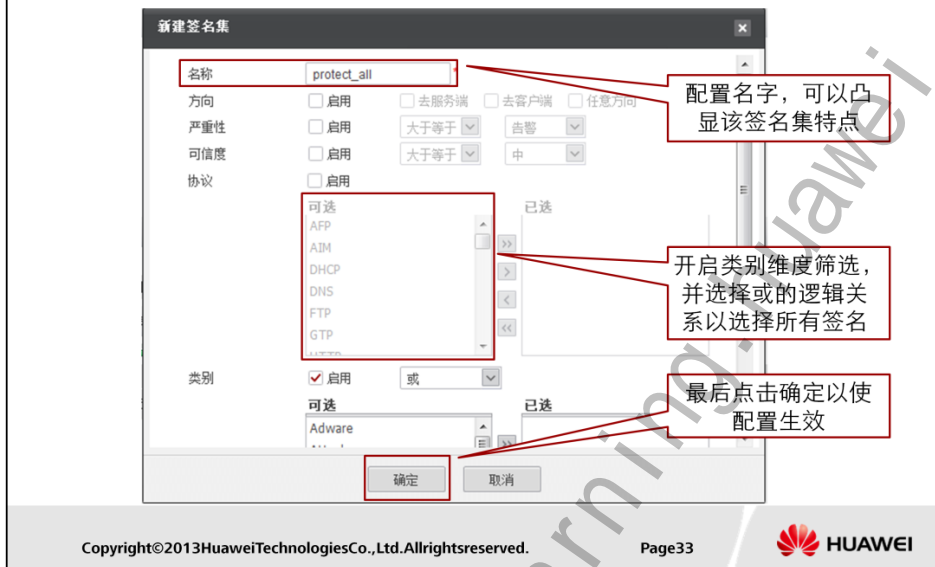 新建签名集
名称 protect_all *
配置名字，可以凸
显该签名集特点
方向 启用 去服务端 去客户端 任意方向
严重性 启用 大于等于 告警
可信度 启用 大于等于 中
协议 启用
可选 已选
AFP
AIM
DHCP
DNS
FTP
GTP
HTTP
开启类别维度筛选，
并选择或的逻辑关
系以选择所有签名
类别 启用 或
可选 已选
Adware
最后点击确定以使
配置生效
确定 取消
Copyright©2013HuaweiTechnologiesCo.,Ltd.Allrightsreserved. Page33
HUAWEI
rning.huawei